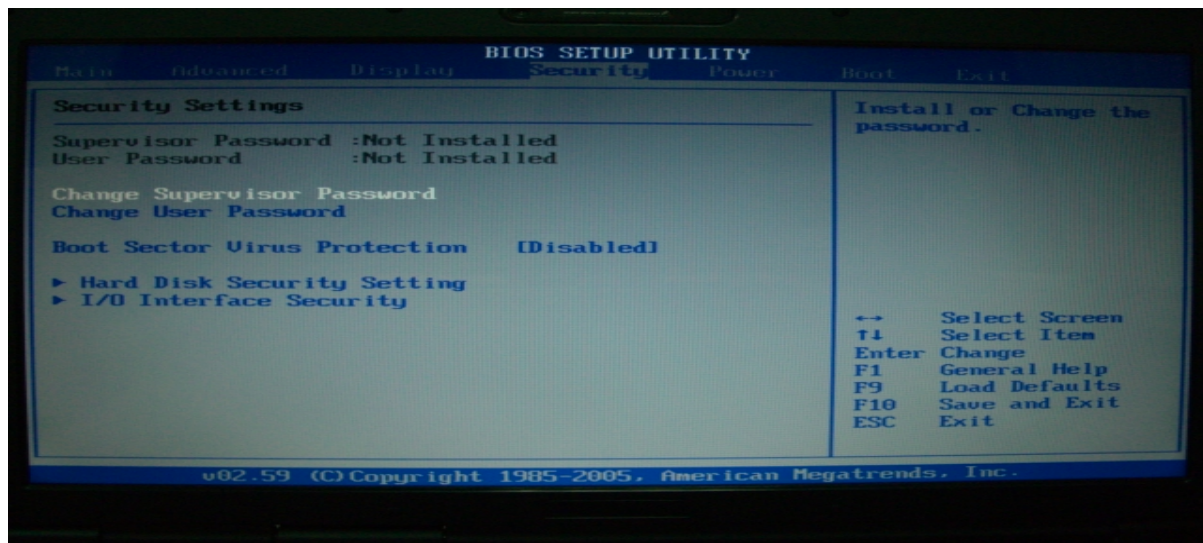 BIOS SETUP UTILITY
Main Advanced Display Security Power Boot Exit
Security Settings
Supervisor Password :Not Installed
User Password :Not Installed
Change Supervisor Password
Change User Password
Boot Sector Virus Protection [Disabled]
► Hard Disk Security Setting
► I/O Interface Security
Install or Change the
password.
↔ Select Screen
↑↓ Select Item
Enter Change
F1 General Help
F9 Load Defaults
F10 Save and Exit
ESC Exit
v02.59 (C)Copyright 1985-2005, American Megatrends, Inc.